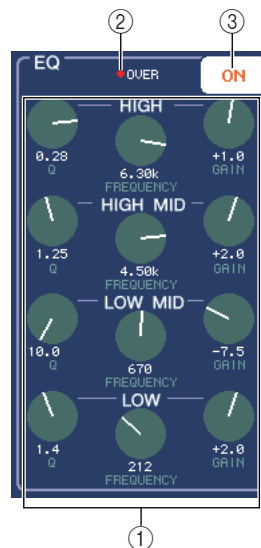 ② ③
EQ OVER ON
HIGH
0.28 6.30k +1.0
Q FREQUENCY GAIN
HIGH MID
1.25 4.50k +2.0
Q FREQUENCY GAIN
LOW MID
10.0 670 -7.5
Q FREQUENCY GAIN
LOW
1.4 212 +2.0
Q FREQUENCY GAIN
①